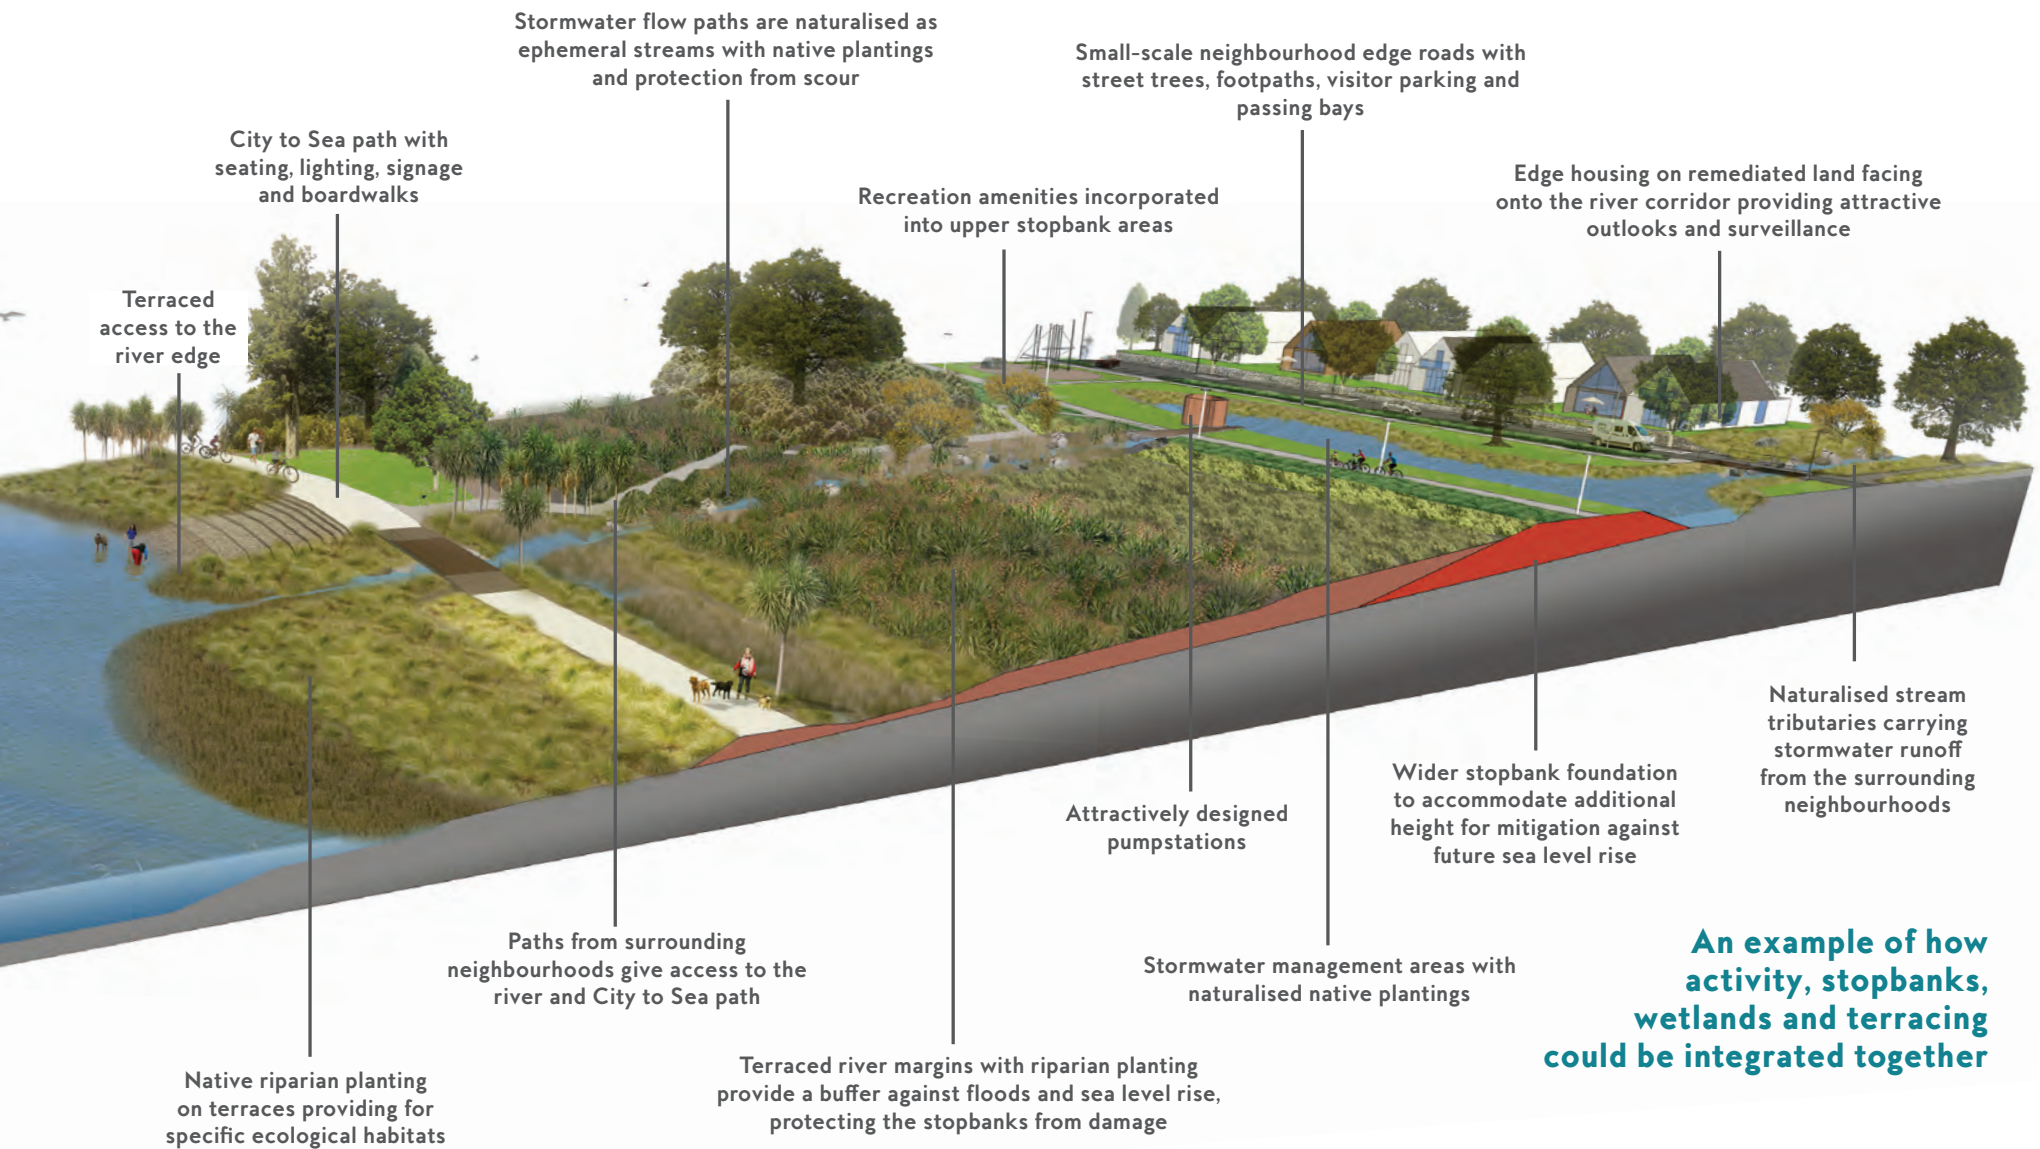 Stormwater flow paths are naturalised as
ephemeral streams with native plantings
and protection from scour
Small-scale neighbourhood edge roads with
street trees, footpaths, visitor parking and
passing bays
City to Sea path with
seating, lighting, signage
and boardwalks
Recreation amenities incorporated
into upper stopbank areas
Edge housing on remediated land facing
onto the river corridor providing attractive
outlooks and surveillance
Terraced
access to the
river edge
Naturalised stream
tributaries carrying
stormwater runoff
from the surrounding
neighbourhoods
Wider stopbank foundation
to accommodate additional
height for mitigation against
future sea level rise
Attractively designed
pumpstations
Paths from surrounding
neighbourhoods give access to the
river and City to Sea path
Stormwater management areas with
naturalised native plantings
An example of how
activity, stopbanks,
wetlands and terracing
could be integrated together
Native riparian planting
on terraces providing for
specific ecological habitats
Terraced river margins with riparian planting
provide a buffer against floods and sea level rise,
protecting the stopbanks from damage